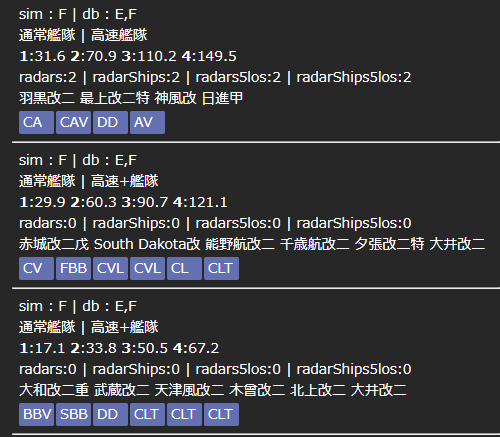 sim : F | db : E,F
通常艦隊 | 高速艦隊
1:31.6 2:70.9 3:110.2 4:149.5
radars:2 | radarShips:2 | radars5los:2 | radarShips5los:2
羽黒改二 最上改二特 神風改 日進甲
CA CAV DD AV
sim : F | db : E,F
通常艦隊 | 高速+艦隊
1:29.9 2:60.3 3:90.7 4:121.1
radars:0 | radarShips:0 | radars5los:0 | radarShips5los:0
赤城改二戊 South Dakota改 熊野航改二 千歳航改二 夕張改二特 大井改二
CV FBB CVL CVL CL CLT
sim : F | db : E,F
通常艦隊 | 高速+艦隊
1:17.1 2:33.8 3:50.5 4:67.2
radars:0 | radarShips:0 | radars5los:0 | radarShips5los:0
大和改二重 武蔵改二 天津風改二 木曾改二 北上改二 大井改二
BBV SBB DD CLT CLT CLT